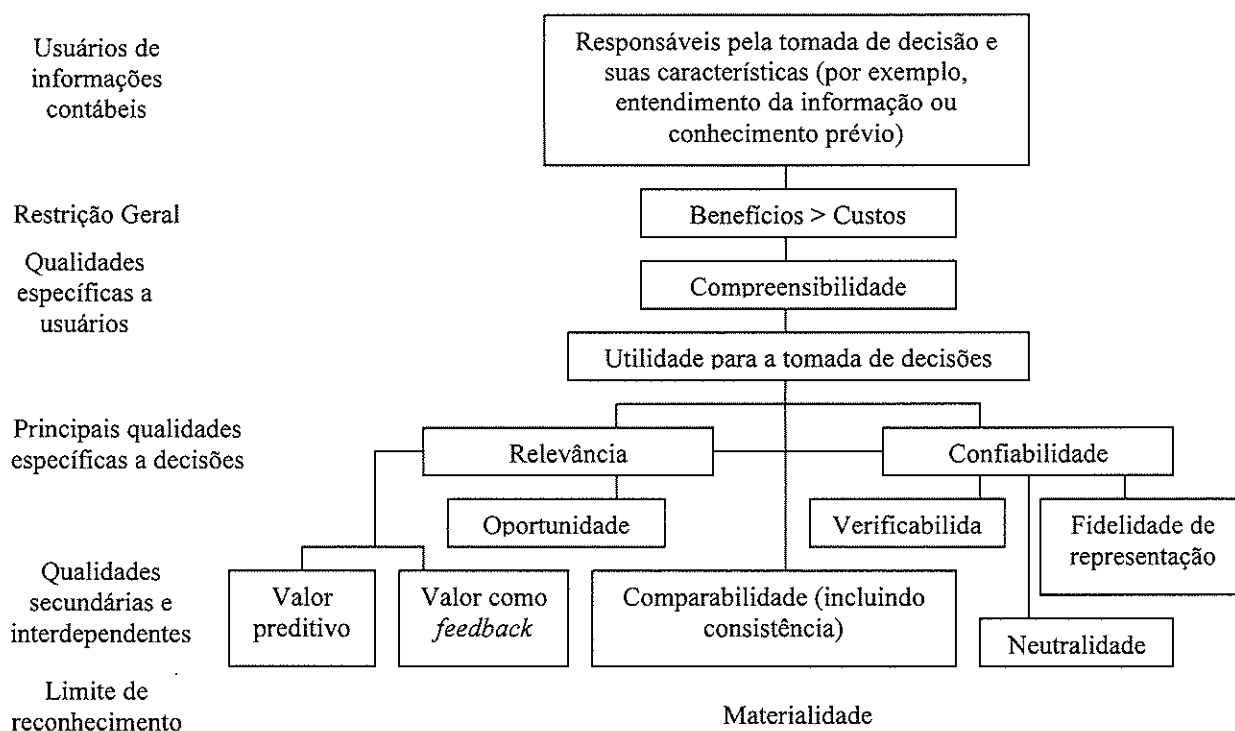 Usuários de
informações
contábeis
Responsáveis pela tomada de decisão e
suas características (por exemplo,
entendimento da informação ou
conhecimento prévio)
Restrição Geral
Benefícios > Custos
Qualidades
específicas a
usuários
Compreensibilidade
Utilidade para a tomada de decisões
Principais qualidades
específicas a decisões
Relevância
Confiabilidade
Oportunidade
Verificabilida
Fidelidade de
representação
Qualidades
secundárias e
interdependentes
Valor
preditivo
Valor como
feedback
Comparabilidade (incluindo
consistência)
Neutralidade
Limite de
reconhecimento
Materialidade